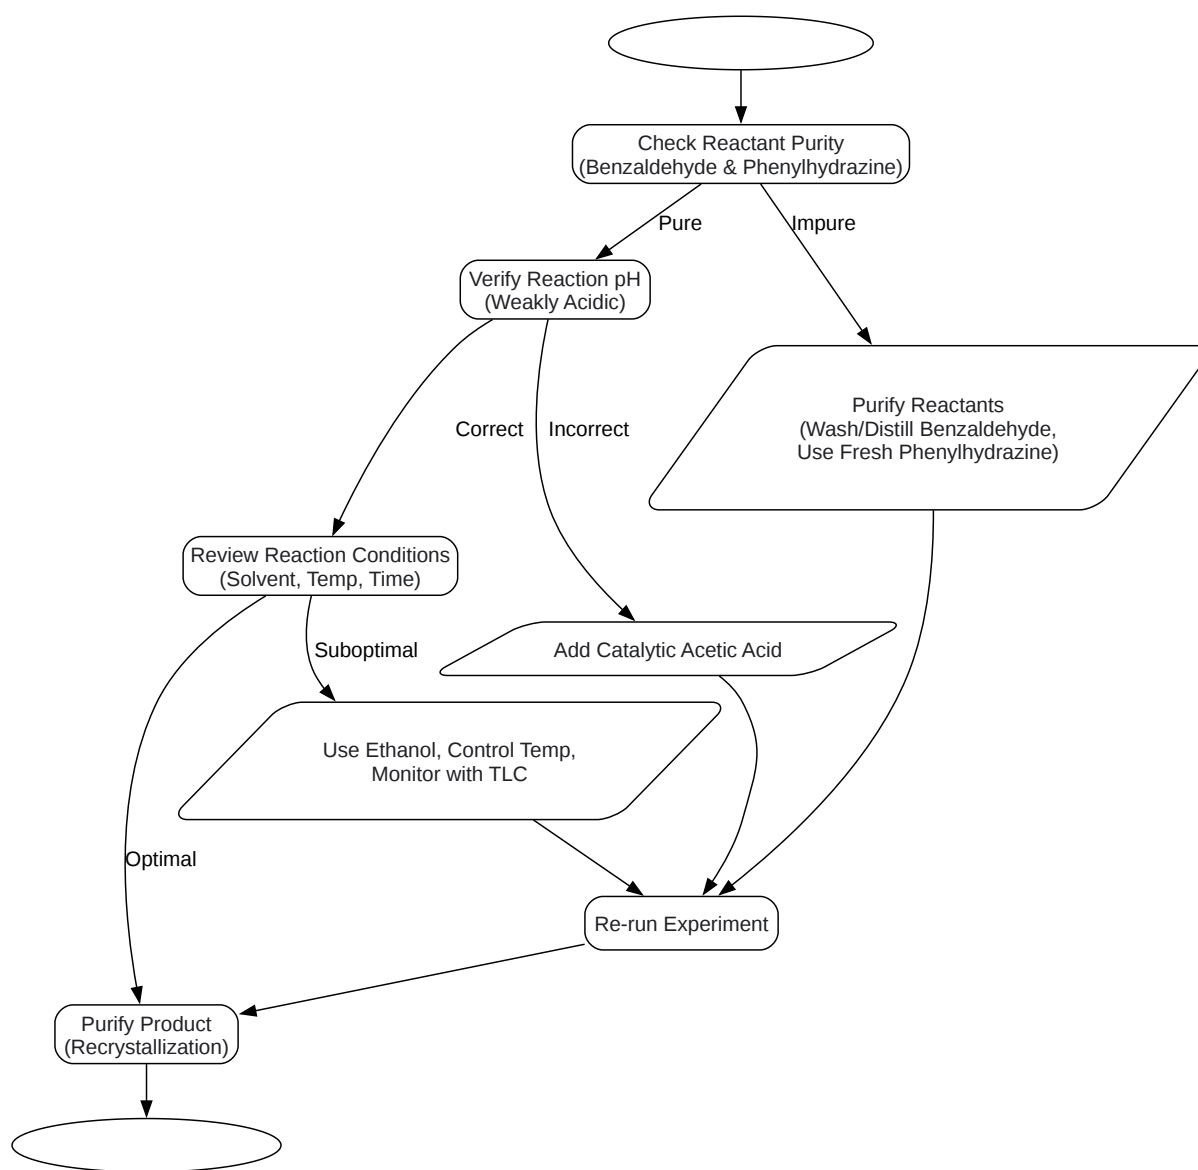 Check Reactant Purity
(Benzaldehyde & Phenylhydrazine)
Pure
Impure
Verify Reaction pH
(Weakly Acidic)
Purify Reactants
(Wash/Distill Benzaldehyde,
Use Fresh Phenylhydrazine)
Correct
Incorrect
Review Reaction Conditions
(Solvent, Temp, Time)
Suboptimal
Add Catalytic Acetic Acid
Use Ethanol, Control Temp,
Monitor with TLC
Optimal
Re-run Experiment
Purify Product
(Recrystallization)